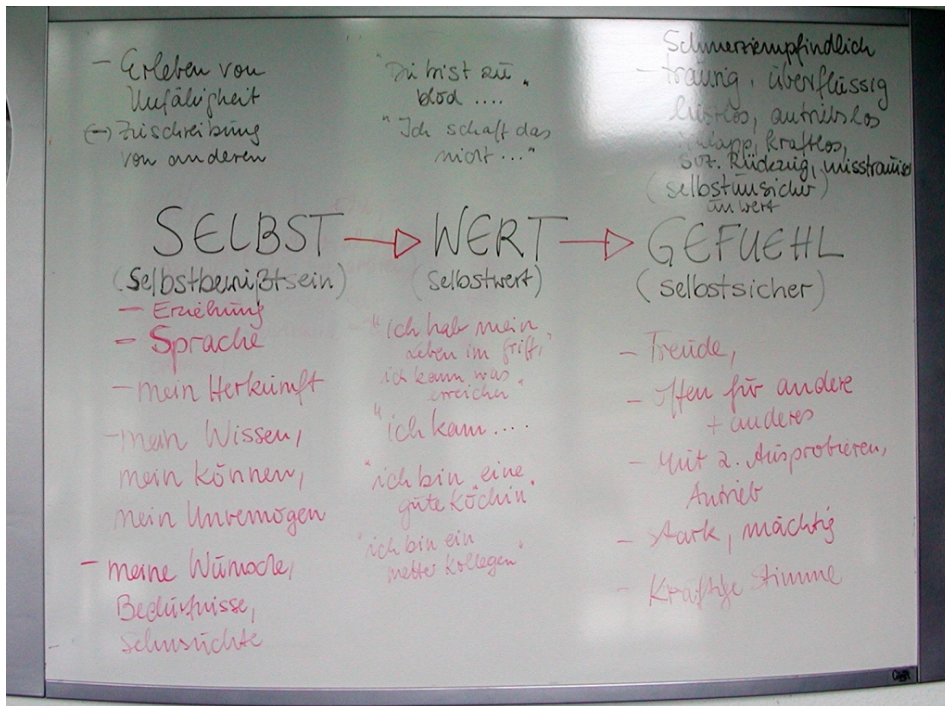 - Erleben von
Unfähigkeit
(-) Zuschreibung
von anderen
"Du bist zu
blöd .... "
"Ich schaff das
nicht ..."
Schmerzempfindlich
- traurig, überflüssig
lustlos, antriebslos
schlapp, kraftlos,
soz. Rückzug, misstrauisch
(selbstunsicher)
unwert
SELBST → WERT → GEFUEHL
(Selbstbewußtsein)
(selbstwert)
(selbstsicher)
- Erziehung
- Sprache
- mein Herkunft
- mein Wissen,
mein Können,
mein Unvermögen
- meine Wünsche,
Bedürfnisse,
- Sehnsüchte
"ich hab mein
Leben im Griff,"
ich kann was
erreichen"
"ich kann....
"ich bin eine
gute Köchin"
"ich bin ein
netter Kollegen"
- Freude,
- offen für andere
+ anderes
- Mut z. Ausprobieren,
Antrieb
- stark, mächtig
- Kräftige Stimme